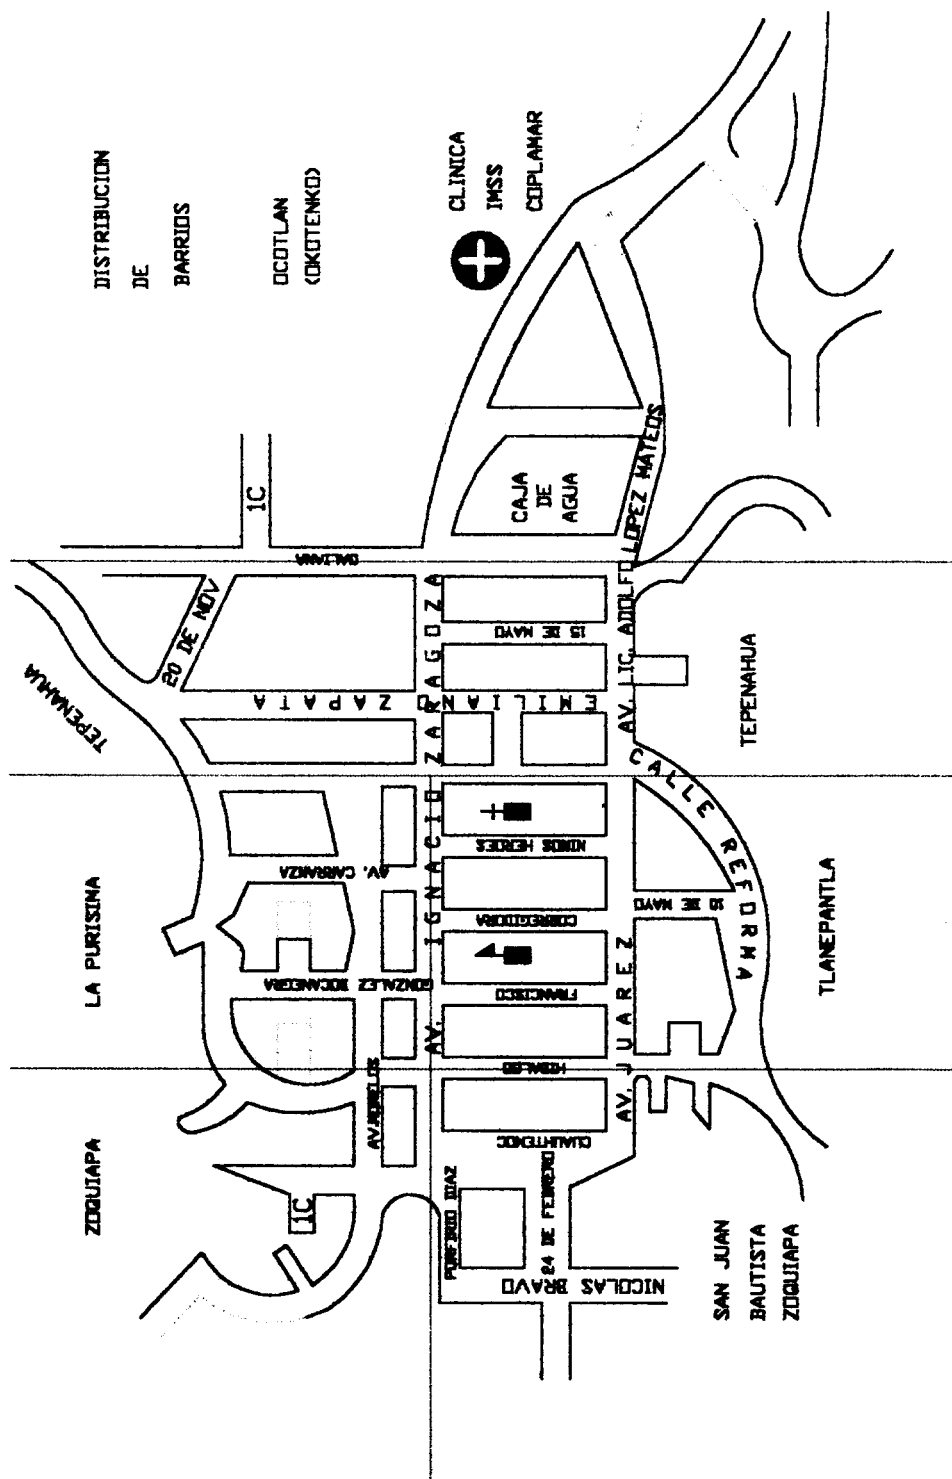 DISTRIBUCION
DE
BARRIOS
OCOTLAN
(OKOTENKO)
CLINICA
IMSS
COPLAMAR
CAJA
DE
AGUA
1C
GALIANA
20 DE NOV
TEPENAHUA
EMILIANO ZAPATA
15 DE MAYO
AV. IGNACIO ZARAGOZA
AV. LIC. ADOLFO LOPEZ MATEOS
TEPENAHUA
CALLE REFORMA
NINOS HEROES
AV. CARRANZA
CORREGIDORA
10 DE MAYO
LA PURISIMA
TLANEPANTLA
GONZALEZ BOCANEGRA
FRANCISCO
AV. JUAREZ
HIDALGO
AV.MORELOS
CUAUHTEMOC
ZOQUIAPA
1C
PORFIRIO DIAZ
24 DE FEBRERO
NICOLAS BRAVO
SAN JUAN
BAUTISTA
ZOQUIAPA